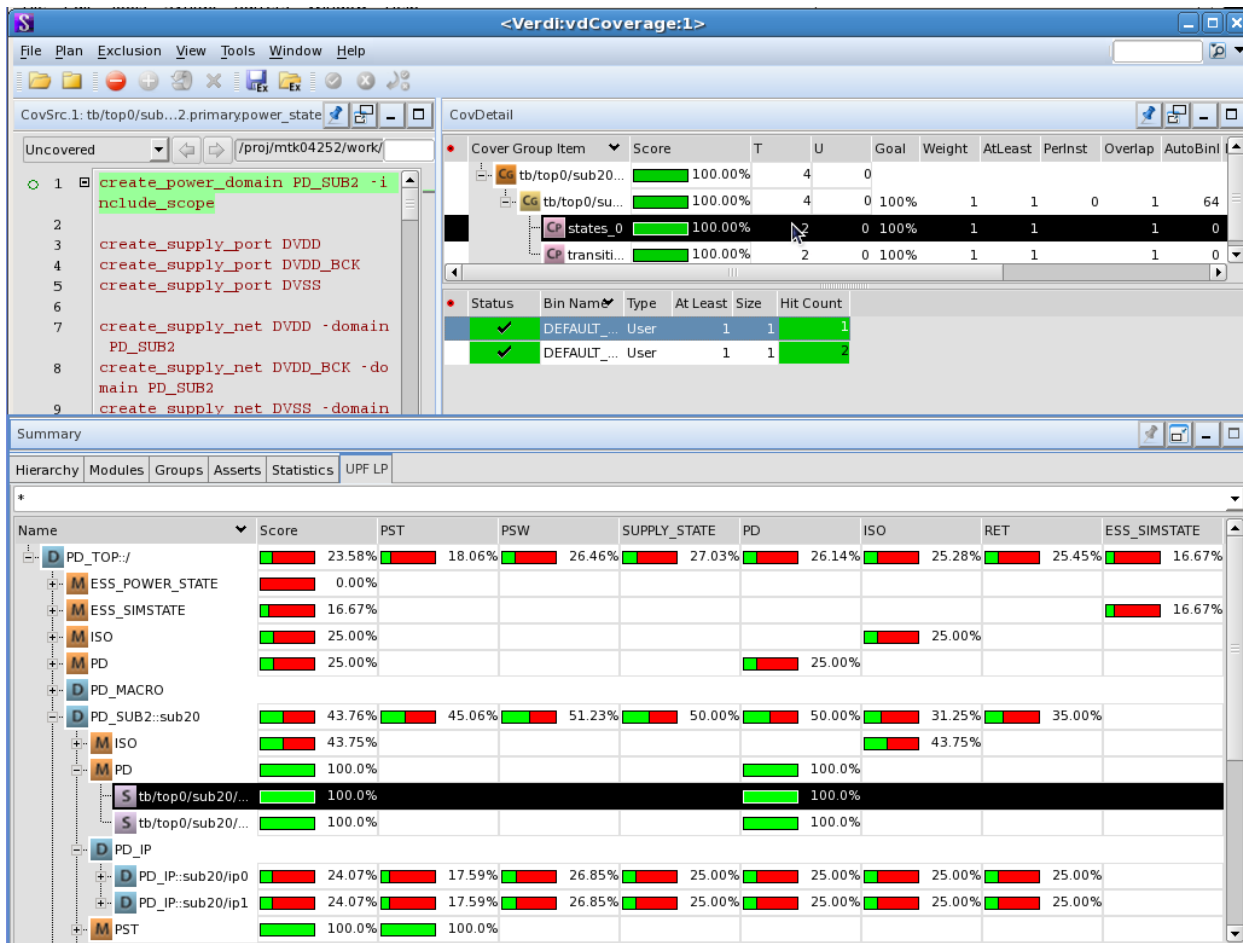 <Verdi:vdCoverage:1>
File Plan Exclusion View Tools Window Help
CovSrc.1: tb/top0/sub...2.primary.power_state
CovDetail
Uncovered /proj/mtk04252/work/
Cover Group Item Score T U Goal Weight AtLeast PerInst Overlap AutoBinI
CG tb/top0/sub20... 100.00% 4 0
CG tb/top0/su... 100.00% 4 0 100% 1 1 0 1 64
CP states_0 100.00% 2 0 100% 1 1 1 0
CP transiti... 100.00% 2 0 100% 1 1 1 0
1 create_power_domain PD_SUB2 -i
nclude_scope
2
3 create_supply_port DVDD
4 create_supply_port DVDD_BCK
5 create_supply_port DVSS
6
7 create_supply_net DVDD -domain
PD_SUB2
8 create_supply_net DVDD_BCK -do
main PD_SUB2
9 create_supply_net DVSS -domain
Status Bin Name Type At Least Size Hit Count
DEFAULT_... User 1 1 1
DEFAULT_... User 1 1 2
Summary
Hierarchy Modules Groups Asserts Statistics UPF LP
*
Name Score PST PSW SUPPLY_STATE PD ISO RET ESS_SIMSTATE
D PD_TOP::/ 23.58% 18.06% 26.46% 27.03% 26.14% 25.28% 25.45% 16.67%
M ESS_POWER_STATE 0.00%
M ESS_SIMSTATE 16.67% 16.67%
M ISO 25.00% 25.00%
M PD 25.00% 25.00%
D PD_MACRO
D PD_SUB2::sub20 43.76% 45.06% 51.23% 50.00% 50.00% 31.25% 35.00%
M ISO 43.75% 43.75%
M PD 100.0% 100.0%
S tb/top0/sub20/... 100.0% 100.0%
S tb/top0/sub20/... 100.0% 100.0%
D PD_IP
D PD_IP::sub20/ip0 24.07% 17.59% 26.85% 25.00% 25.00% 25.00% 25.00%
D PD_IP::sub20/ip1 24.07% 17.59% 26.85% 25.00% 25.00% 25.00% 25.00%
M PST 100.0% 100.0%